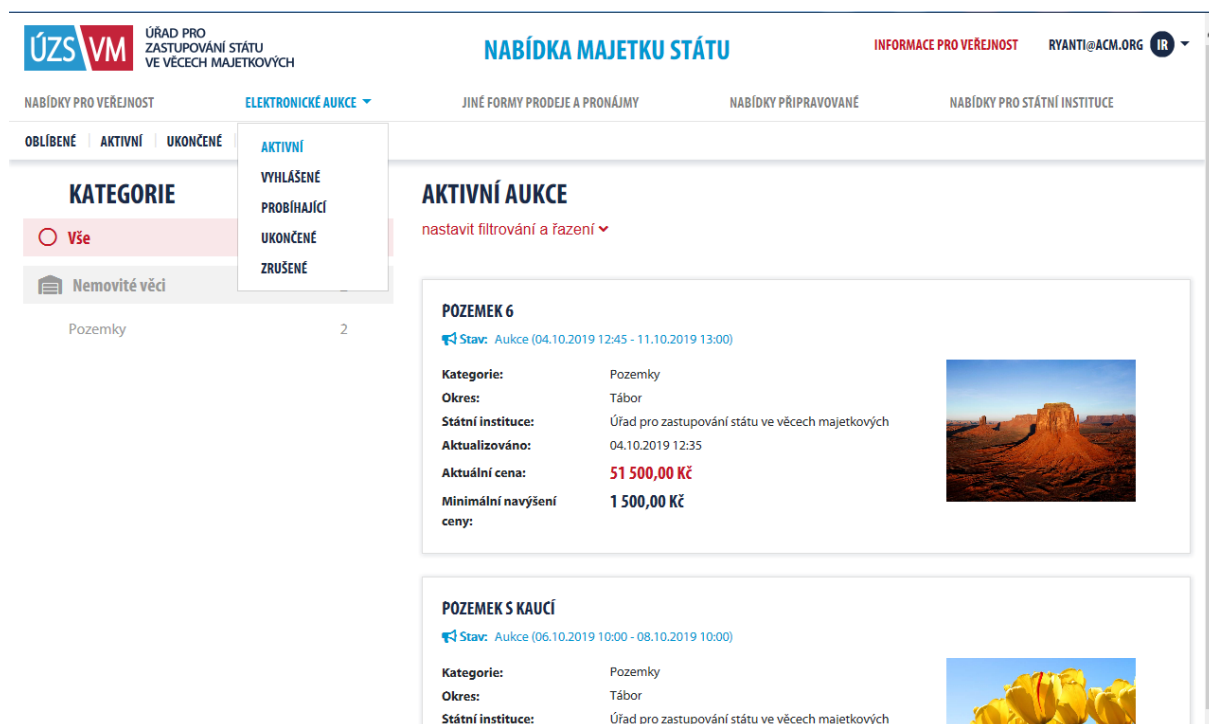 ÚZSVM
ÚŘAD PRO
ZASTUPOVÁNÍ STÁTU
VE VĚCECH MAJETKOVÝCH
NABÍDKA MAJETKU STÁTU
INFORMACE PRO VEŘEJNOST
RYANTI@ACM.ORG IR
NABÍDKY PRO VEŘEJNOST
ELEKTRONICKÉ AUKCE
JINÉ FORMY PRODEJE A PRONÁJMY
NABÍDKY PŘIPRAVOVANÉ
NABÍDKY PRO STÁTNÍ INSTITUCE
OBLÍBENÉ AKTIVNÍ UKONČENÉ
AKTIVNÍ
VYHLÁŠENÉ
PROBÍHAJÍCÍ
UKONČENÉ
ZRUŠENÉ
KATEGORIE
Vše
Nemovité věci
Pozemky 2
AKTIVNÍ AUKCE
nastavit filtrování a řazení
POZEMEK 6
Stav: Aukce (04.10.2019 12:45 - 11.10.2019 13:00)
Kategorie: Pozemky
Okres: Tábor
Státní instituce: Úřad pro zastupování státu ve věcech majetkových
Aktualizováno: 04.10.2019 12:35
Aktuální cena: 51 500,00 Kč
Minimální navýšení
ceny: 1 500,00 Kč
POZEMEK S KAUCÍ
Stav: Aukce (06.10.2019 10:00 - 08.10.2019 10:00)
Kategorie: Pozemky
Okres: Tábor
Státní instituce: Úřad pro zastupování státu ve věcech majetkových